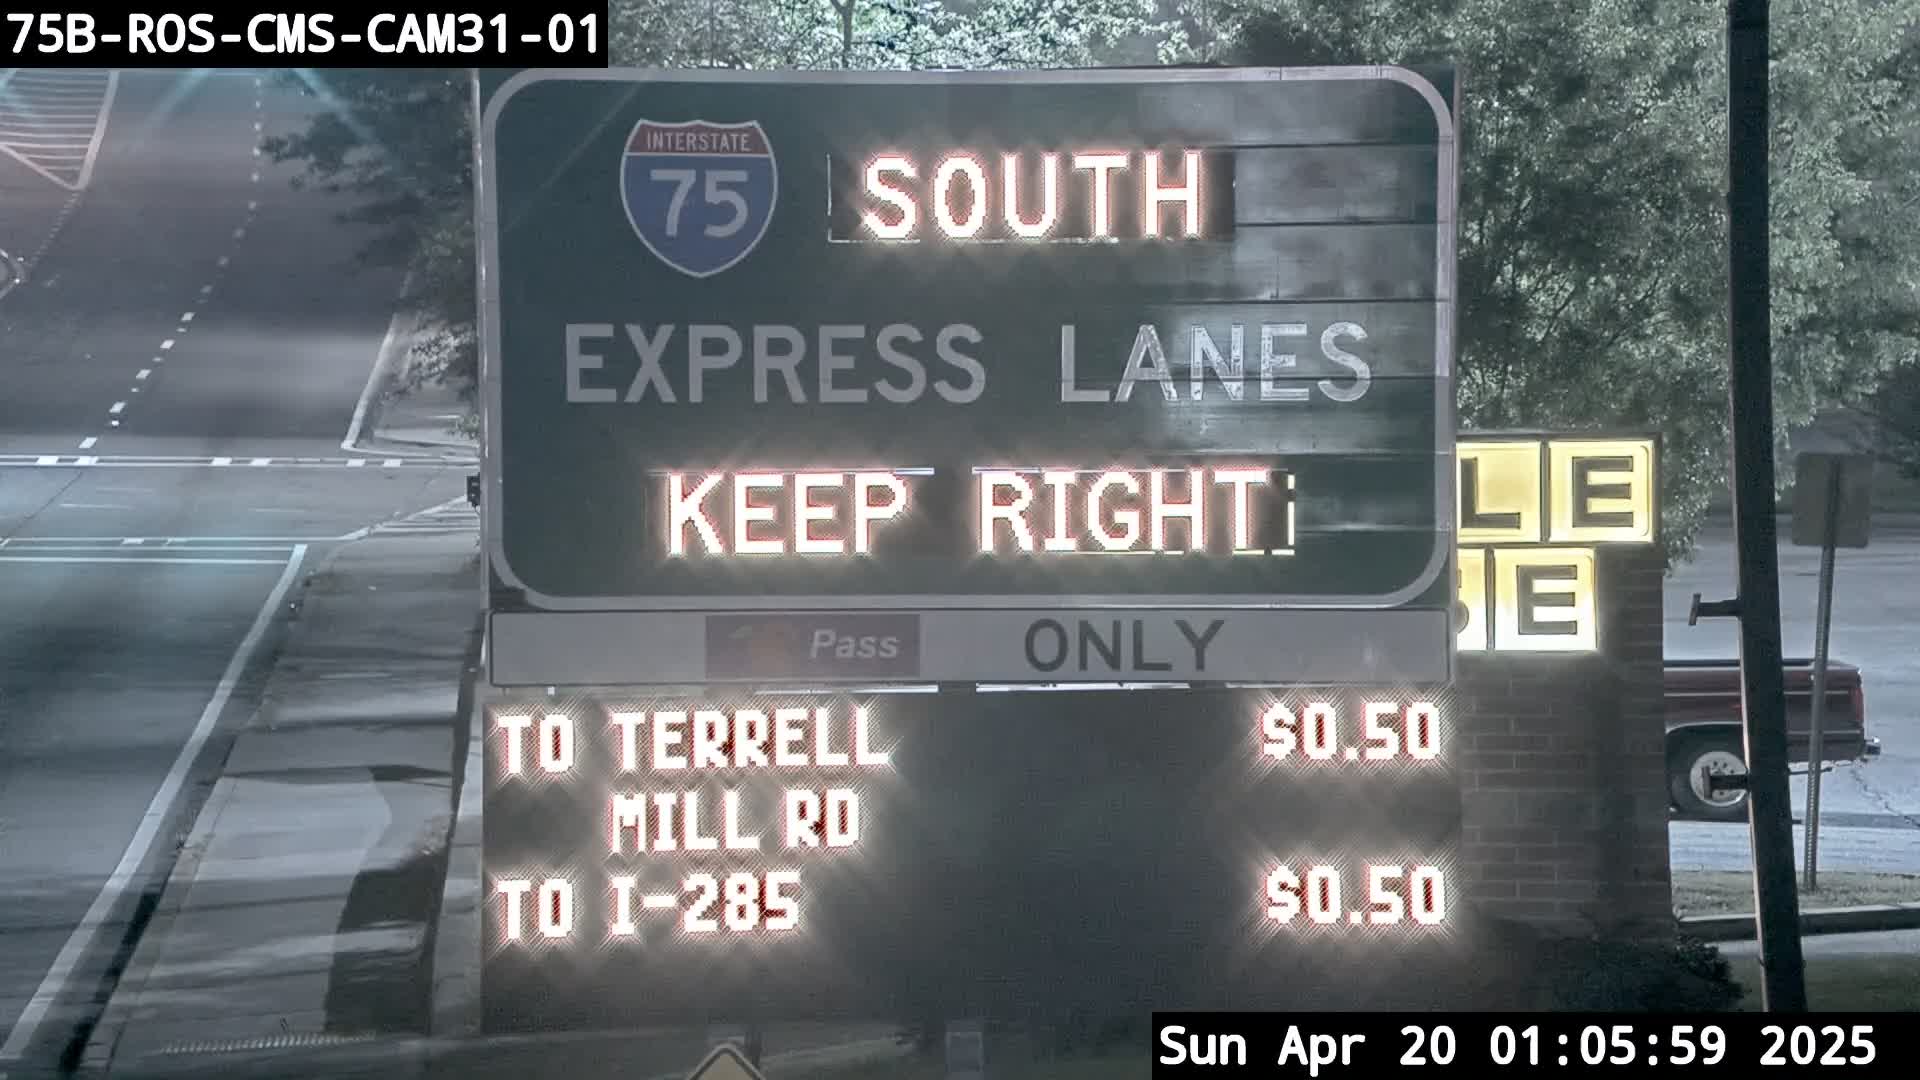 75B-ROS-CMS-CAM31-01
INTERSTATE
75
SOUTH
EXPRESS LANES
KEEP RIGHT
Pass ONLY
TO TERRELL $0.50
MILL RD
TO I-285 $0.50
LE
E
Sun Apr 20 01:05:59 2025